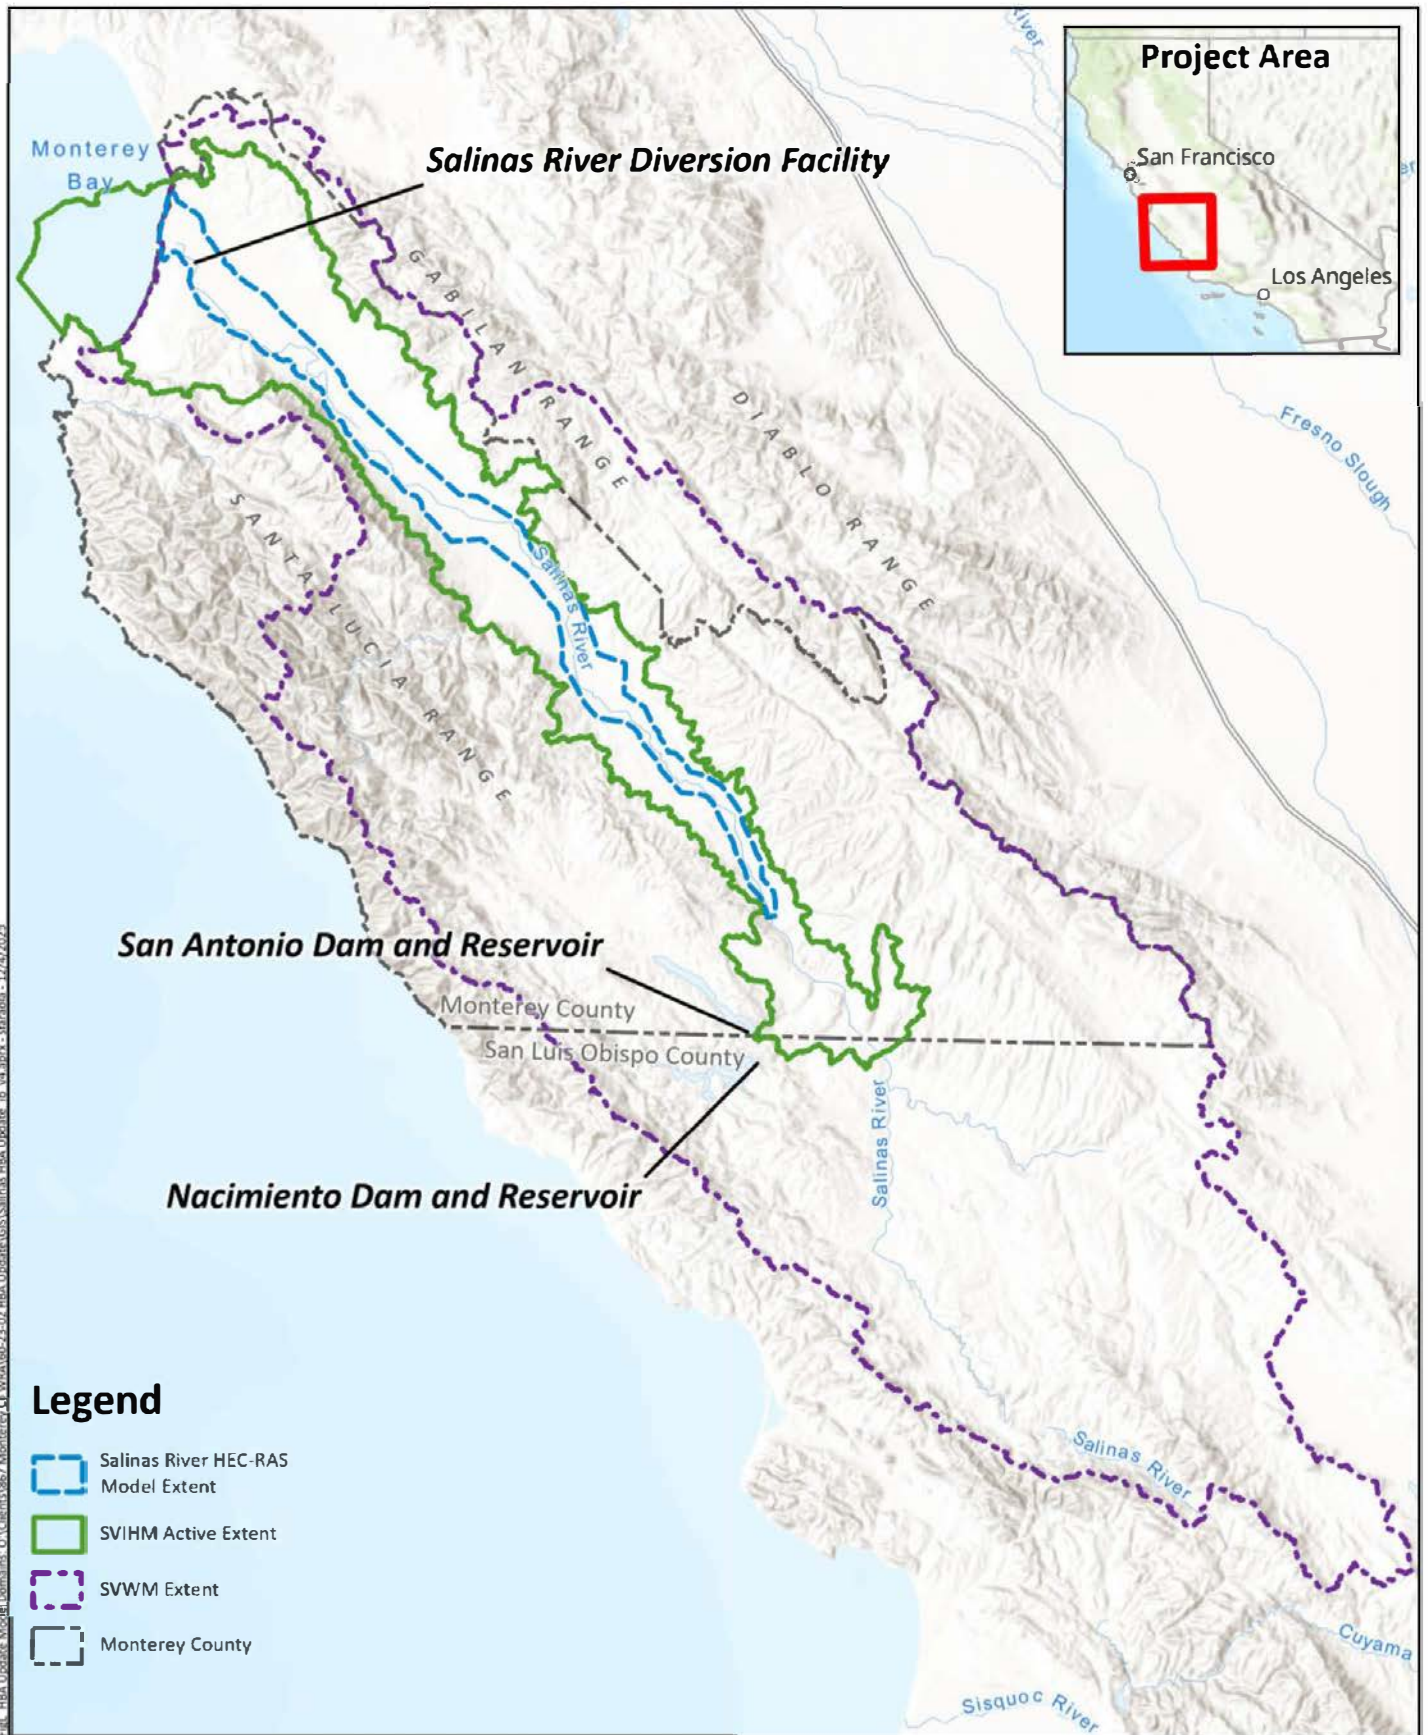 Project Area
San Francisco
Los Angeles
River
Monterey
Bay
Salinas River Diversion Facility
GABILAN RANGE
DIABLO RANGE
Fresno Slough
SANTA LUCIA RANGE
Salinas River
San Antonio Dam and Reservoir
Monterey County
San Luis Obispo County
Salinas River
Nacimiento Dam and Reservoir
Salinas River
Cuyama
Sisquoc River
Legend
Salinas River HEC-RAS
Model Extent
SVIHM Active Extent
SVWM Extent
Monterey County